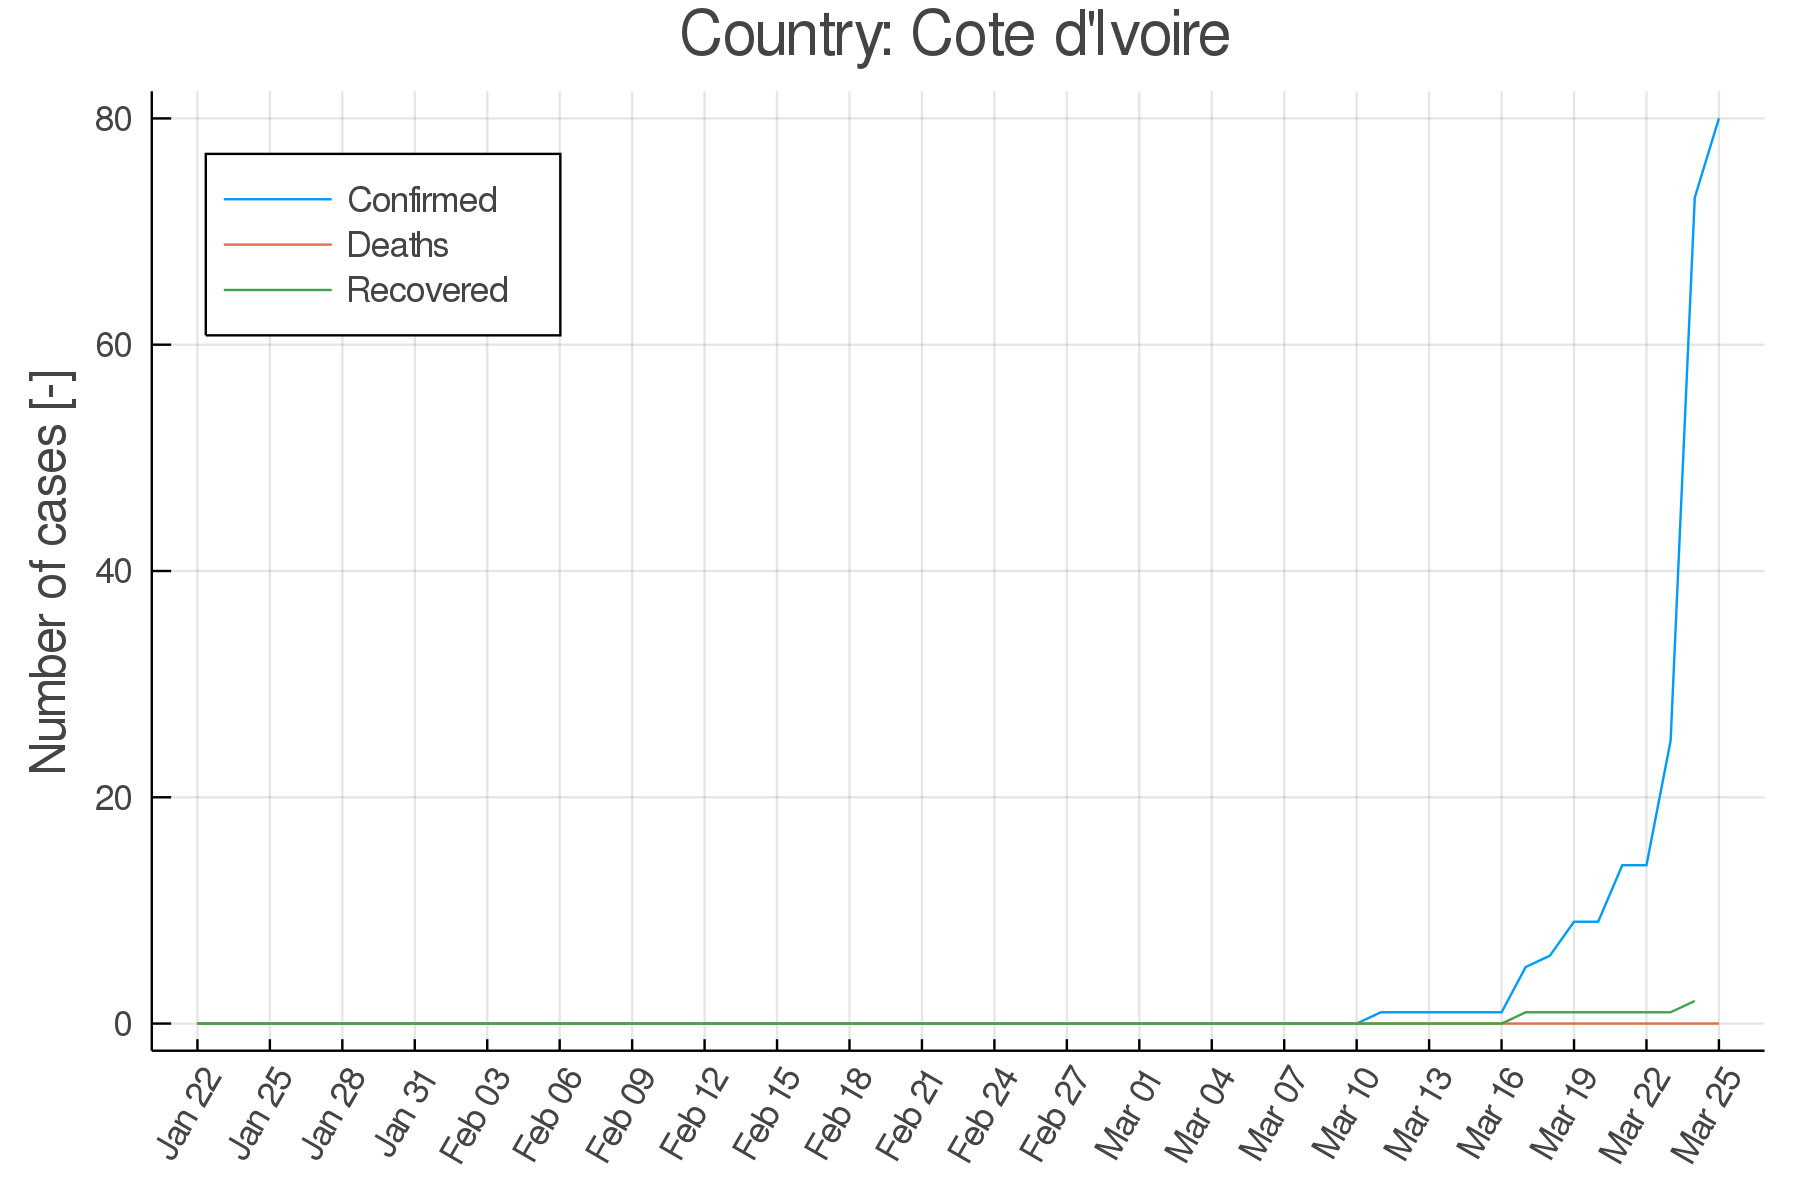 Country: Cote d'Ivoire
Number of cases [-]
80
60
40
20
0
Confirmed
Deaths
Recovered
Jan 22
Jan 25
Jan 28
Jan 31
Feb 03
Feb 06
Feb 09
Feb 12
Feb 15
Feb 18
Feb 21
Feb 24
Feb 27
Mar 01
Mar 04
Mar 07
Mar 10
Mar 13
Mar 16
Mar 19
Mar 22
Mar 25